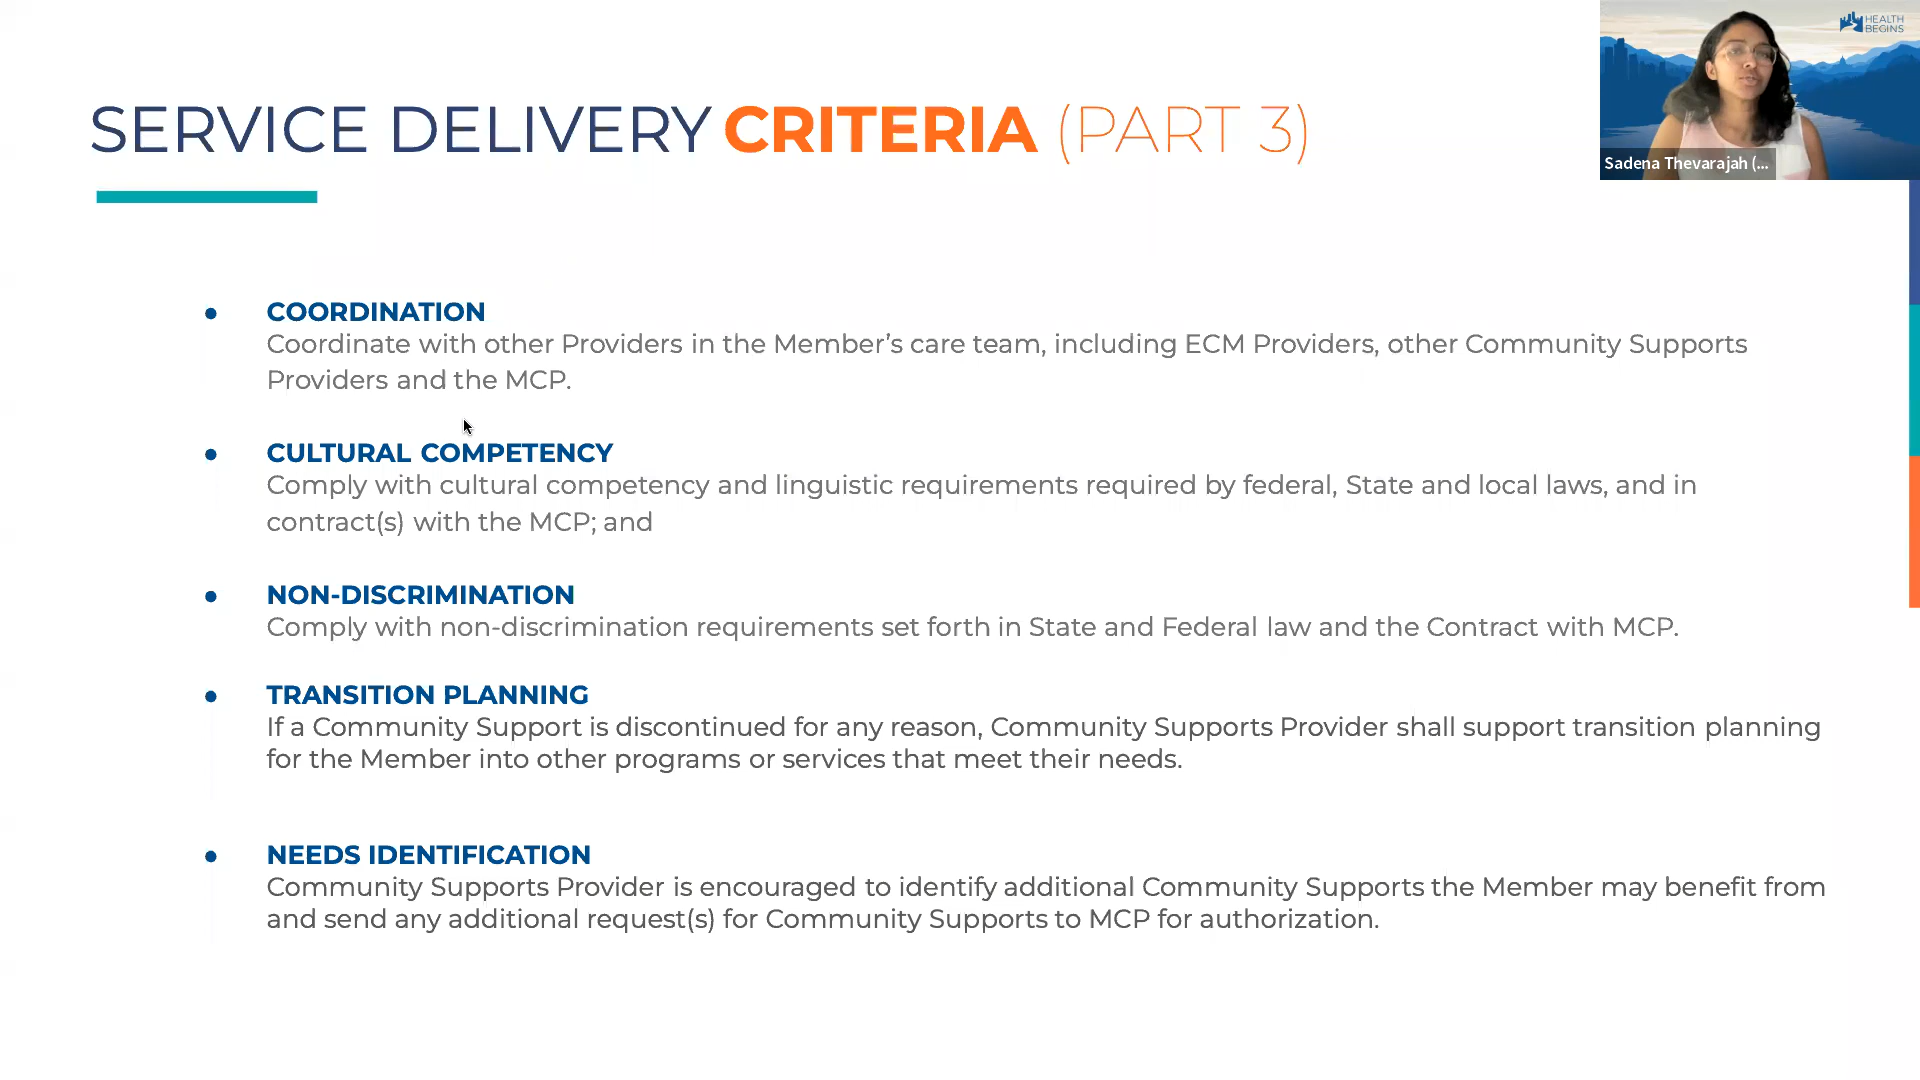 HEALTH
BEGINS
SERVICE DELIVERY CRITERIA (PART 3)
Sadena Thevarajah (...
• COORDINATION
Coordinate with other Providers in the Member’s care team, including ECM Providers, other Community Supports
Providers and the MCP.
• CULTURAL COMPETENCY
Comply with cultural competency and linguistic requirements required by federal, State and local laws, and in
contract(s) with the MCP; and
• NON-DISCRIMINATION
Comply with non-discrimination requirements set forth in State and Federal law and the Contract with MCP.
• TRANSITION PLANNING
If a Community Support is discontinued for any reason, Community Supports Provider shall support transition planning
for the Member into other programs or services that meet their needs.
• NEEDS IDENTIFICATION
Community Supports Provider is encouraged to identify additional Community Supports the Member may benefit from
and send any additional request(s) for Community Supports to MCP for authorization.